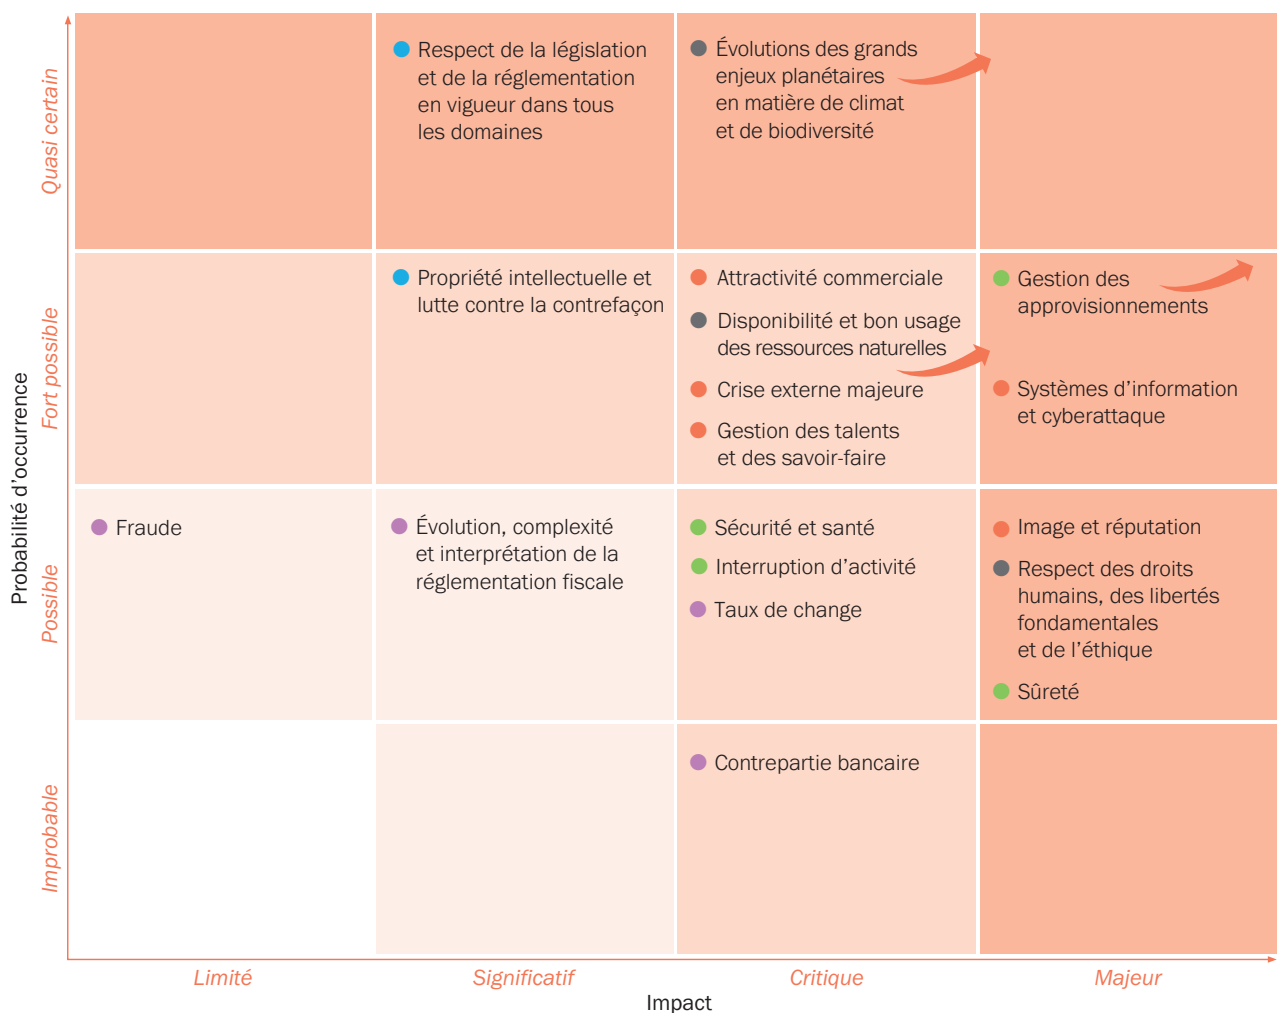 Probabilité d’occurrence
Quasi certain
Respect de la législation
et de la réglementation
en vigueur dans tous
les domaines
Évolutions des grands
enjeux planétaires
en matière de climat
et de biodiversité
Fort possible
Propriété intellectuelle et
lutte contre la contrefaçon
Attractivité commerciale
Disponibilité et bon usage
des ressources naturelles
Crise externe majeure
Gestion des talents
et des savoir-faire
Gestion des
approvisionnements
Systèmes d’information
et cyberattaque
Possible
Fraude
Évolution, complexité
et interprétation de la
réglementation fiscale
Sécurité et santé
Interruption d’activité
Taux de change
Image et réputation
Respect des droits
humains, des libertés
fondamentales
et de l’éthique
Sûreté
Improbable
Contrepartie bancaire
Limité
Significatif
Critique
Majeur
Impact